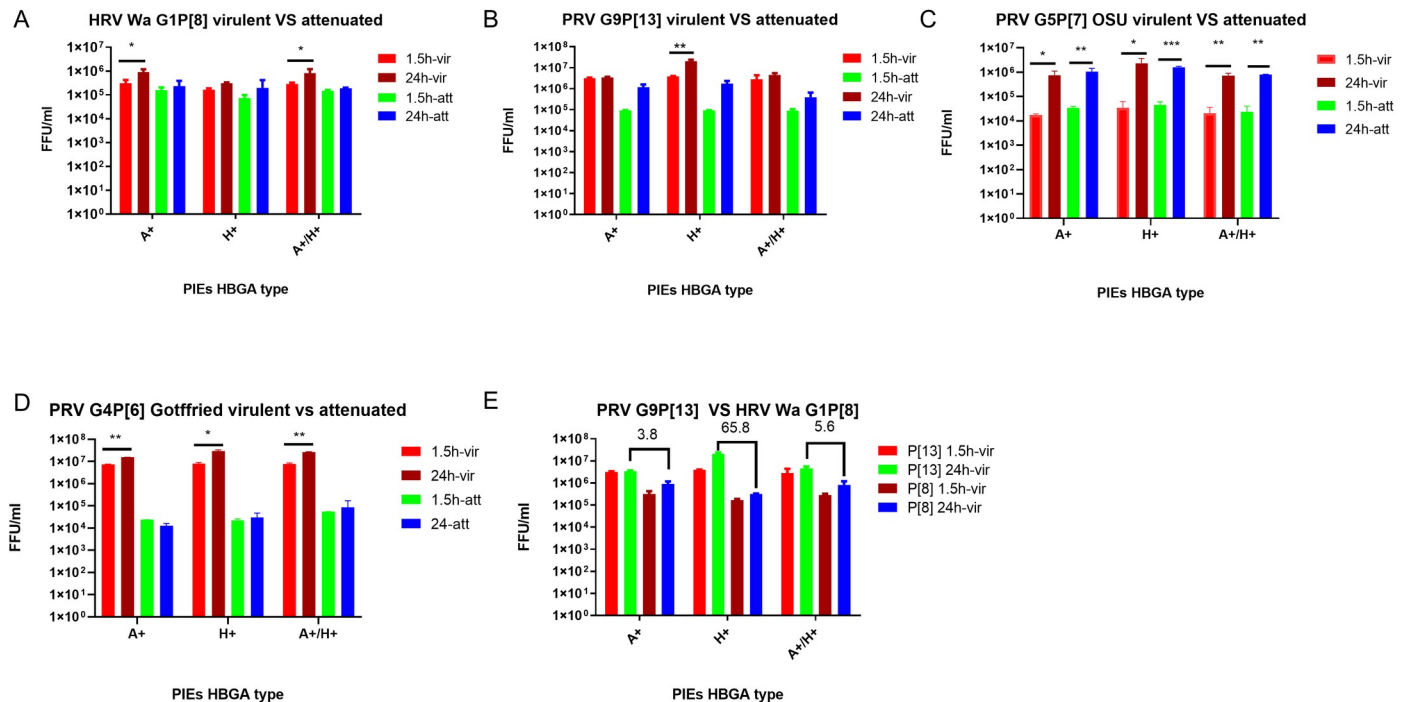 A
HRV Wa G1P[8] virulent VS attenuated
FFU/ml
1×10⁷
1×10⁶
1×10⁵
1×10⁴
1×10³
1×10²
1×10¹
1×10⁰
*
*
A+
H+
A+/H+
PIEs HBGA type
1.5h-vir
24h-vir
1.5h-att
24h-att
B
PRV G9P[13] virulent VS attenuated
FFU/ml
1×10⁸
1×10⁷
1×10⁶
1×10⁵
1×10⁴
1×10³
1×10²
1×10¹
1×10⁰
**
A+
H+
A+/H+
PIEs HBGA type
1.5h-vir
1.5h-att
24h-vir
24h-att
C
PRV G5P[7] OSU virulent VS attenuated
FFU/ml
1×10⁷
1×10⁶
1×10⁵
1×10⁴
1×10³
1×10²
1×10¹
1×10⁰
* ** * *** ** **
A+
H+
A+/H+
PIEs HBGA type
1.5h-vir
24h-vir
1.5h-att
24h-att
D
PRV G4P[6] Gotffried virulent vs attenuated
FFU/ml
1×10⁸
1×10⁷
1×10⁶
1×10⁵
1×10⁴
1×10³
1×10²
1×10¹
1×10⁰
** * **
A+
H+
A+/H+
PIEs HBGA type
1.5h-vir
24h-vir
1.5h-att
24-att
E
PRV G9P[13] VS HRV Wa G1P[8]
FFU/ml
1×10⁸
1×10⁷
1×10⁶
1×10⁵
1×10⁴
1×10³
1×10²
1×10¹
1×10⁰
3.8
65.8
5.6
A+
H+
A+/H+
PIEs HBGA type
P[13] 1.5h-vir
P[13] 24h-vir
P[8] 1.5h-vir
P[8] 24h-vir